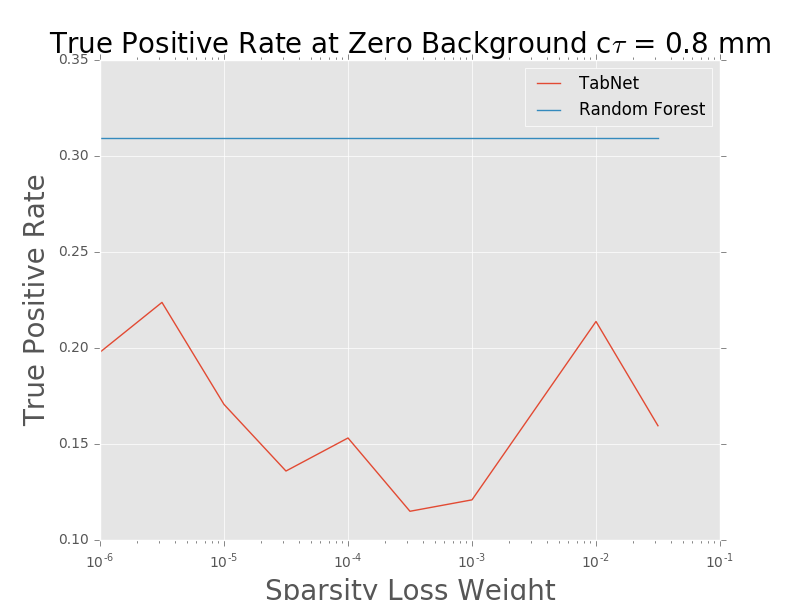 True Positive Rate at Zero Background cτ = 0.8 mm
TabNet
Random Forest
True Positive Rate
0.35
0.30
0.25
0.20
0.15
0.10
10^-6
10^-5
10^-4
10^-3
10^-2
10^-1
Sparsity Loss Weight